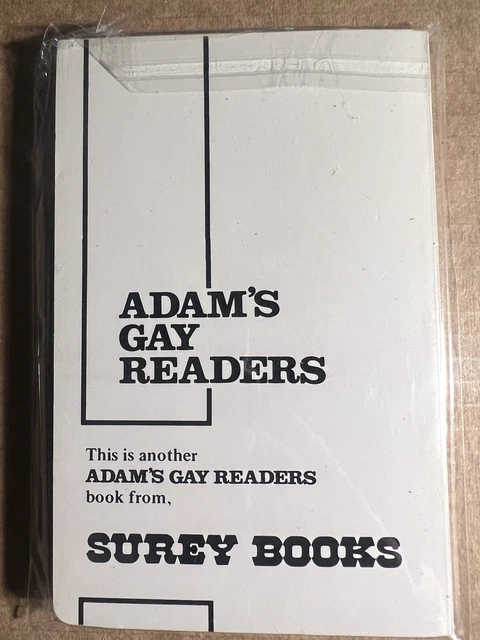 ADAM'S
GAY
READERS
This is another
ADAM'S GAY READERS
book from,
SUREY BOOKS